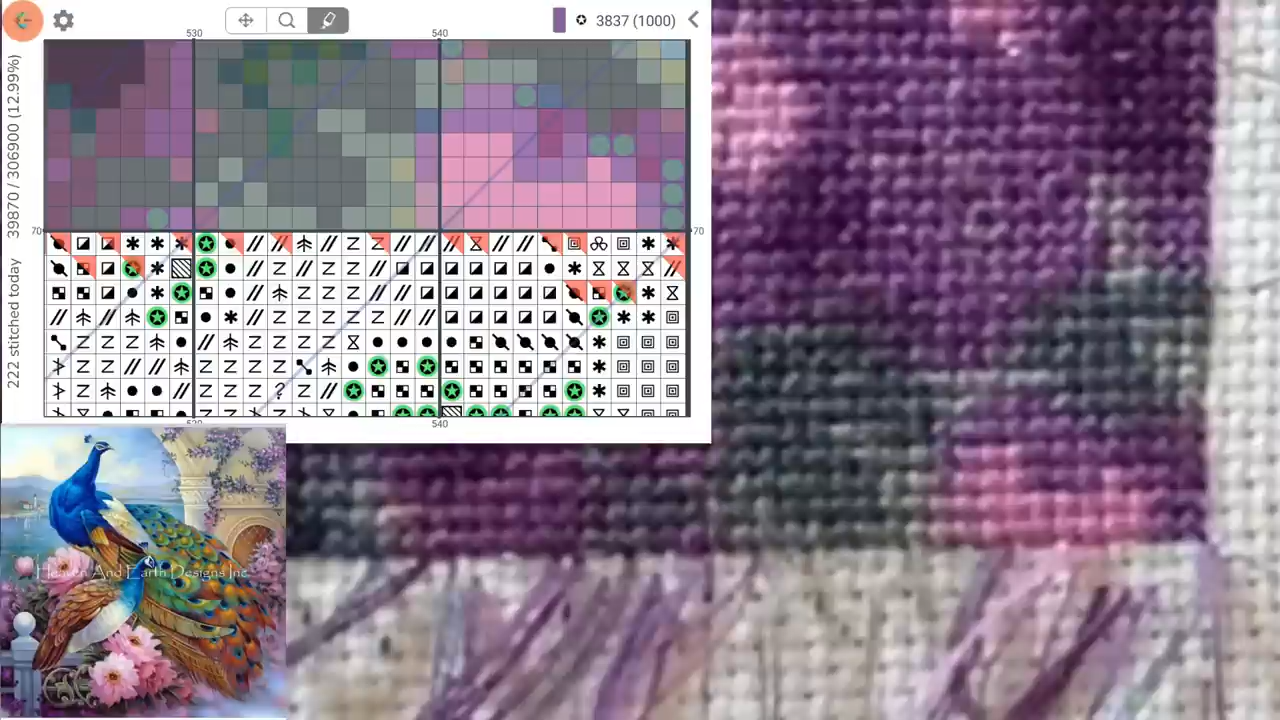 3837 (1000)
530 540
39870 / 306900 (12.99%)
222 stitched today
70 70
530 540
Heaven And Earth Designs Inc.